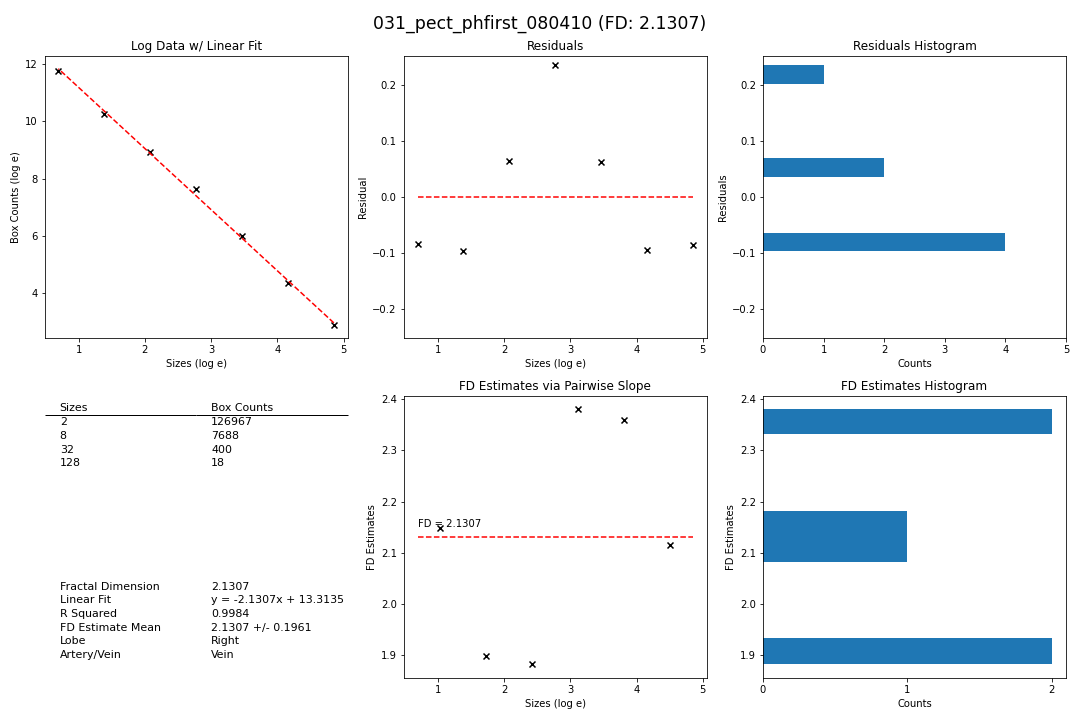 031_pect_phfirst_080410 (FD: 2.1307)
Log Data w/ Linear Fit
12
10
8
6
4
Box Counts (log e)
1 2 3 4 5
Sizes (log e)
Residuals
0.2
0.1
0.0
−0.1
−0.2
Residual
1 2 3 4 5
Sizes (log e)
Residuals Histogram
0.2
0.1
0.0
−0.1
−0.2
Residuals
0 1 2 3 4 5
Counts
Sizes Box Counts
2 126967
8 7688
32 400
128 18
Fractal Dimension 2.1307
Linear Fit y = -2.1307x + 13.3135
R Squared 0.9984
FD Estimate Mean 2.1307 +/- 0.1961
Lobe Right
Artery/Vein Vein
FD Estimates via Pairwise Slope
2.4
2.3
2.2
2.1
2.0
1.9
FD Estimates
FD = 2.1307
1 2 3 4 5
Sizes (log e)
FD Estimates Histogram
2.4
2.3
2.2
2.1
2.0
1.9
FD Estimates
0 1 2
Counts